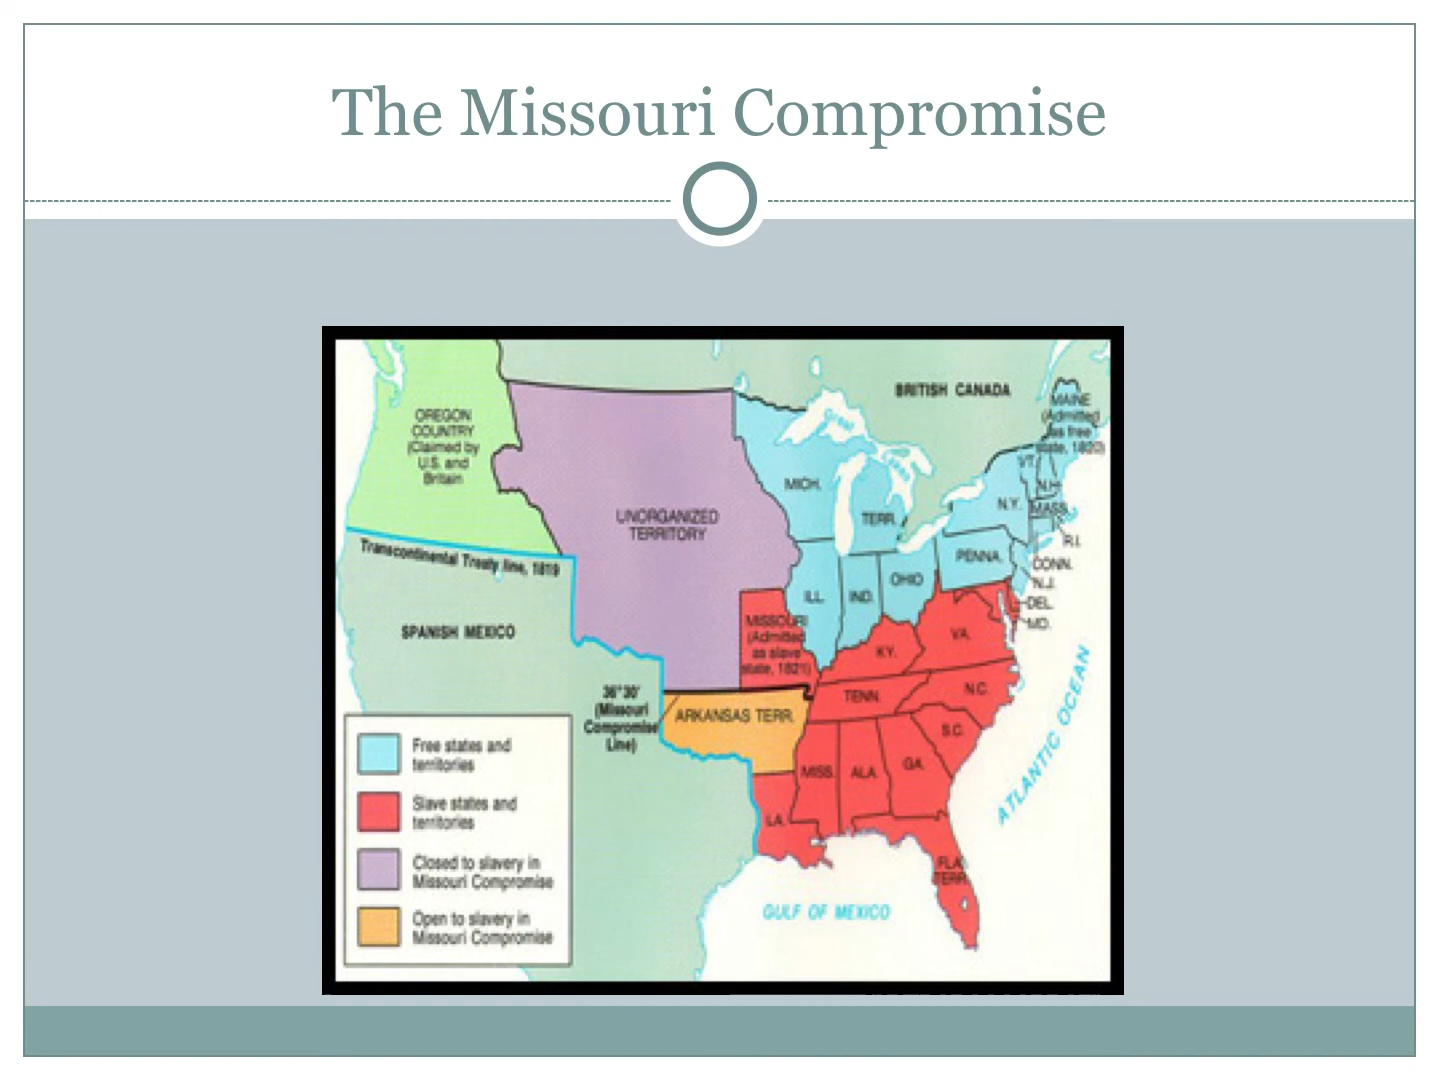 The Missouri Compromise
BRITISH CANADA
MAINE
(Admitted
as free
state, 1820)
OREGON
COUNTRY
(Claimed by
U.S. and
Britain
Great
Lakes
VT.
N.H.
MICH.
TERR.
N.Y.
MASS.
UNORGANIZED
TERRITORY
R.I.
Transcontinental Treaty line, 1819
PENNA.
CONN.
N.J.
ILL.
IND.
OHIO
DEL.
MD.
SPANISH MEXICO
MISSOURI
(Admitted
as slave
state, 1821)
KY.
VA.
36°30'
(Missouri
Compromise
Line)
TENN.
N.C.
ARKANSAS TERR.
S.C.
MISS.
ALA.
GA.
LA.
FLA.
TERR.
ATLANTIC OCEAN
GULF OF MEXICO
Free states and
territories
Slave states and
territories
Closed to slavery in
Missouri Compromise
Open to slavery in
Missouri Compromise